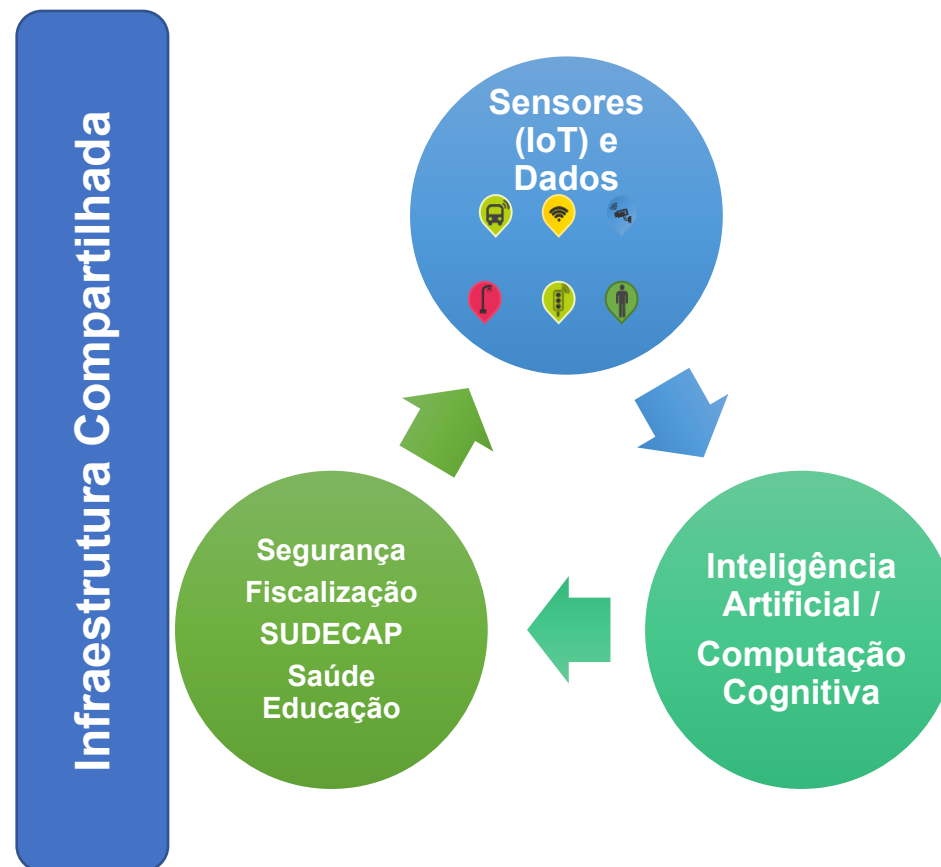 Infraestrutura Compartilhada
Sensores
(IoT) e
Dados
Segurança
Fiscalização
SUDECAP
Saúde
Educação
Inteligência
Artificial /
Computação
Cognitiva